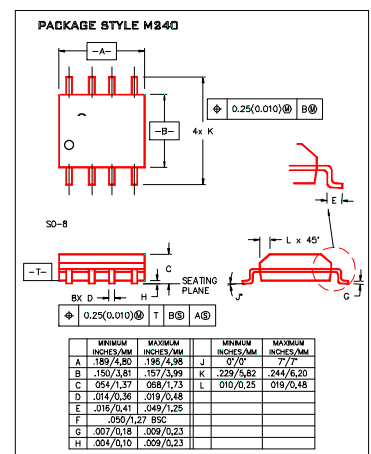 PACKAGE STYLE M240
-A-
⌖ 0.25(0.010)Ⓜ BⓂ
-B-
4x K
E
SO-8
L x 45°
-T-
C
SEATING
PLANE
8X D
H
J°
G
⌖ 0.25(0.010)Ⓜ T BⓈ AⓈ
MINIMUM INCHES/MM MAXIMUM INCHES/MM MINIMUM INCHES/MM MAXIMUM INCHES/MM
A .189/4,80 .196/4,98 J 0°/0° 7°/7°
B .150/3,81 .157/3,99 K .229/5,82 .244/6,20
C .054/1,37 .068/1,73 L .010/0,25 .019/0,48
D .014/0,36 .019/0,48
E .016/0,41 .049/1,25
F .050/1,27 BSC
G .007/0,18 .009/0,23
H .004/0,10 .009/0,23